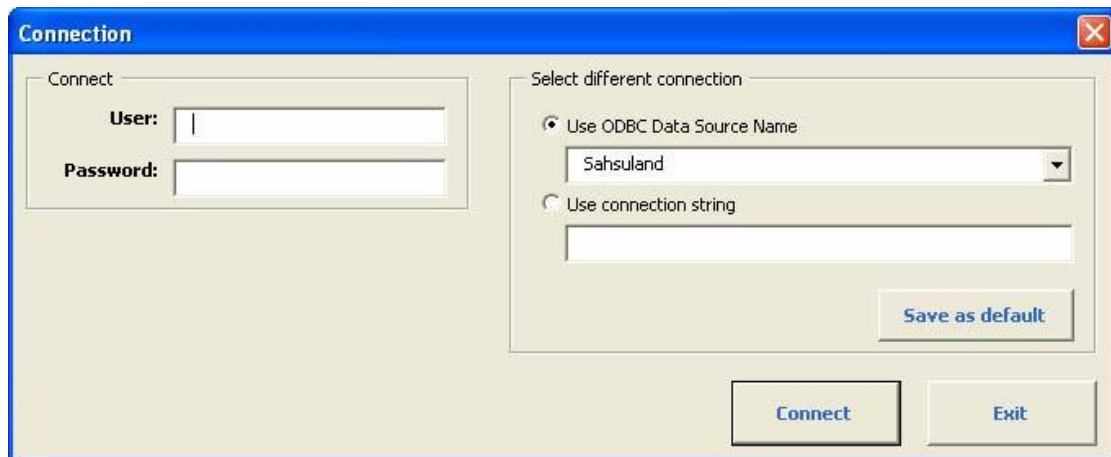 Connection
Connect
User:
Password:
Select different connection
Use ODBC Data Source Name
Sahsuland
Use connection string
Save as default
Connect
Exit